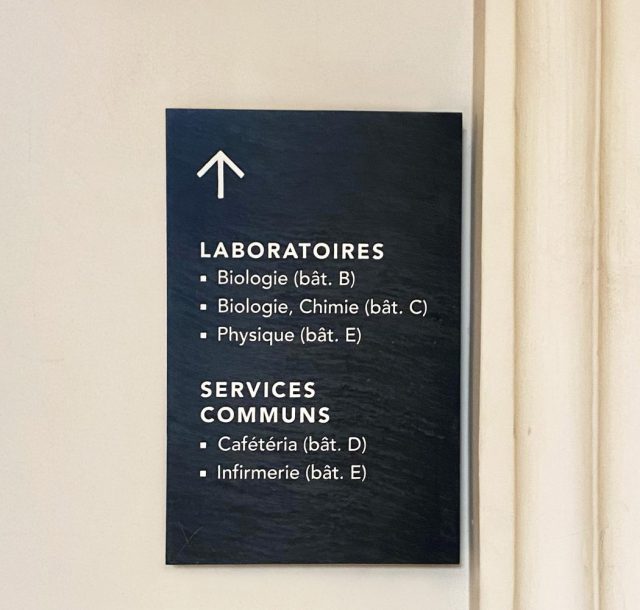 LABORATOIRES
▪ Biologie (bât. B)
▪ Biologie, Chimie (bât. C)
▪ Physique (bât. E)
SERVICES
COMMUNS
▪ Cafétéria (bât. D)
▪ Infirmerie (bât. E)